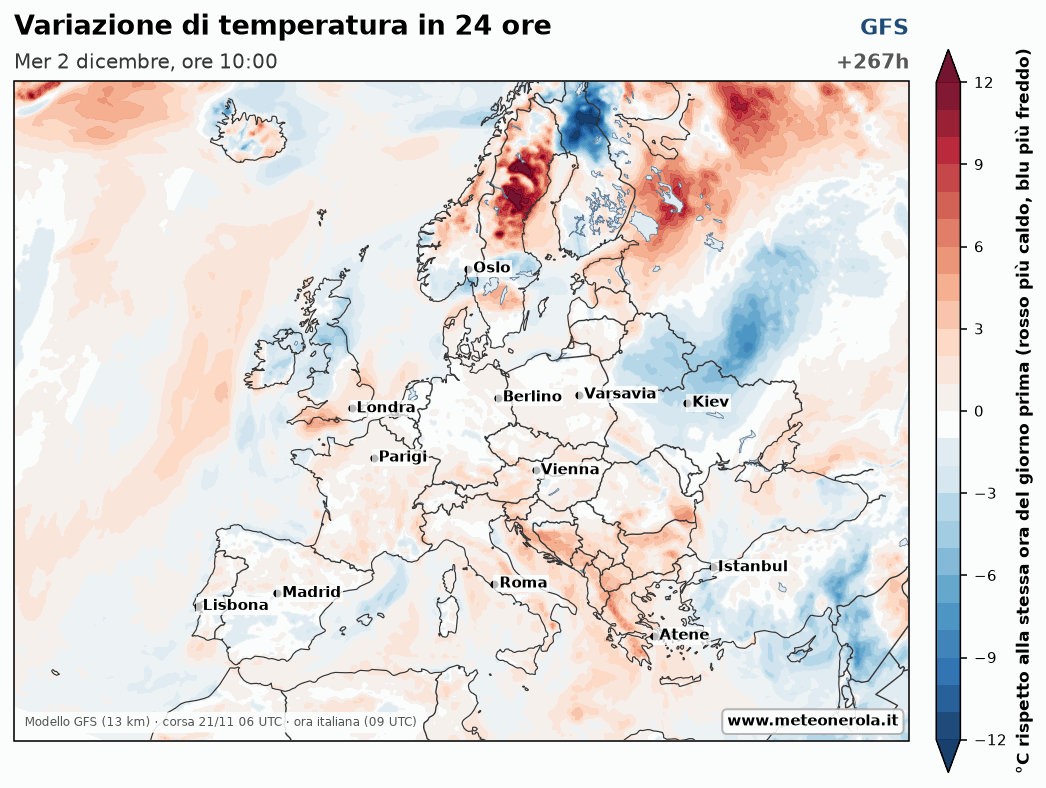 Variazione di temperatura in 24 ore
GFS
Mer 2 dicembre, ore 10:00
+267h
Oslo
Londra
Berlino
Varsavia
Kiev
Parigi
Vienna
Istanbul
Roma
Madrid
Lisbona
Atene
Modello GFS (13 km) · corsa 21/11 06 UTC · ora italiana (09 UTC)
www.meteonerola.it
12
9
6
3
0
−3
−6
−9
−12
°C rispetto alla stessa ora del giorno prima (rosso più caldo, blu più freddo)